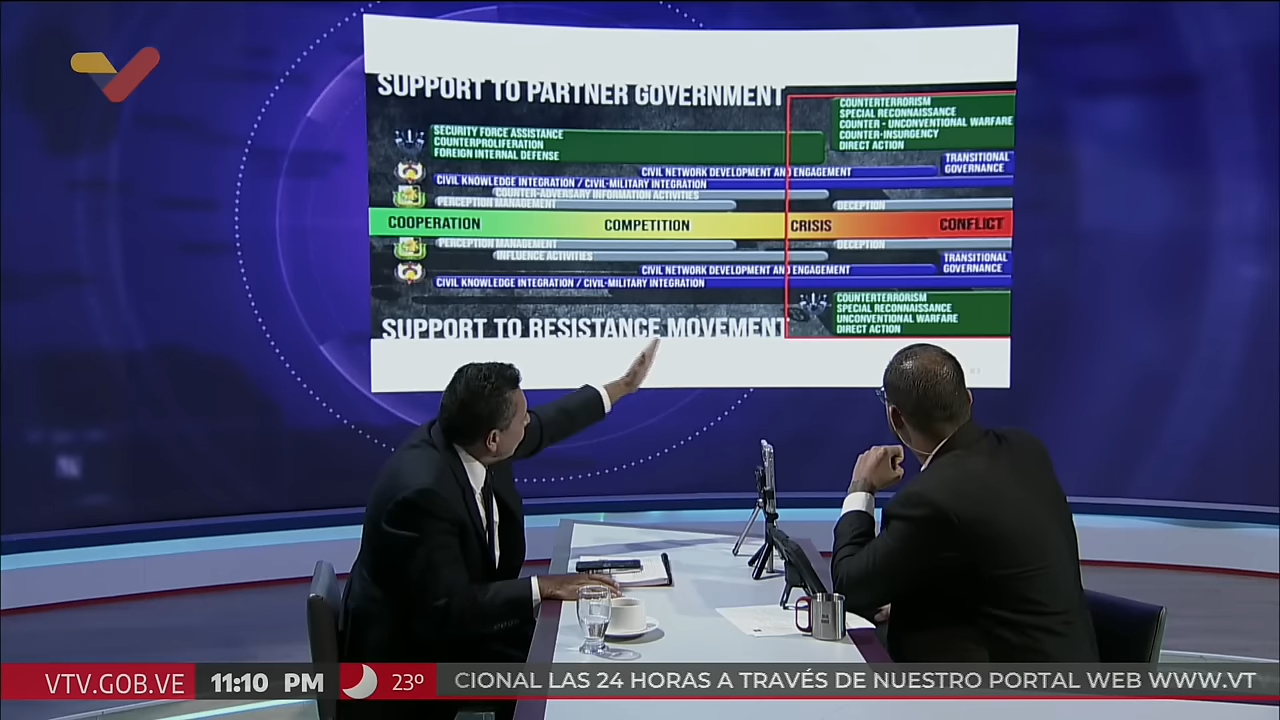 SUPPORT TO PARTNER GOVERNMENT
COUNTERTERRORISM
SPECIAL RECONNAISSANCE
COUNTER - UNCONVENTIONAL WARFARE
COUNTER-INSURGENCY
DIRECT ACTION
SECURITY FORCE ASSISTANCE
COUNTERPROLIFERATION
FOREIGN INTERNAL DEFENSE
TRANSITIONAL
GOVERNANCE
CIVIL NETWORK DEVELOPMENT AND ENGAGEMENT
CIVIL KNOWLEDGE INTEGRATION / CIVIL-MILITARY INTEGRATION
COUNTER-ADVERSARY INFORMATION ACTIVITIES
PERCEPTION MANAGEMENT
DECEPTION
COOPERATION COMPETITION CRISIS CONFLICT
PERCEPTION MANAGEMENT
DECEPTION
INFLUENCE ACTIVITIES
TRANSITIONAL
GOVERNANCE
CIVIL NETWORK DEVELOPMENT AND ENGAGEMENT
CIVIL KNOWLEDGE INTEGRATION / CIVIL-MILITARY INTEGRATION
COUNTERTERRORISM
SPECIAL RECONNAISSANCE
UNCONVENTIONAL WARFARE
DIRECT ACTION
SUPPORT TO RESISTANCE MOVEMENT
VTV.GOB.VE 11:10 PM 23º CIONAL LAS 24 HORAS A TRAVÉS DE NUESTRO PORTAL WEB WWW.VT